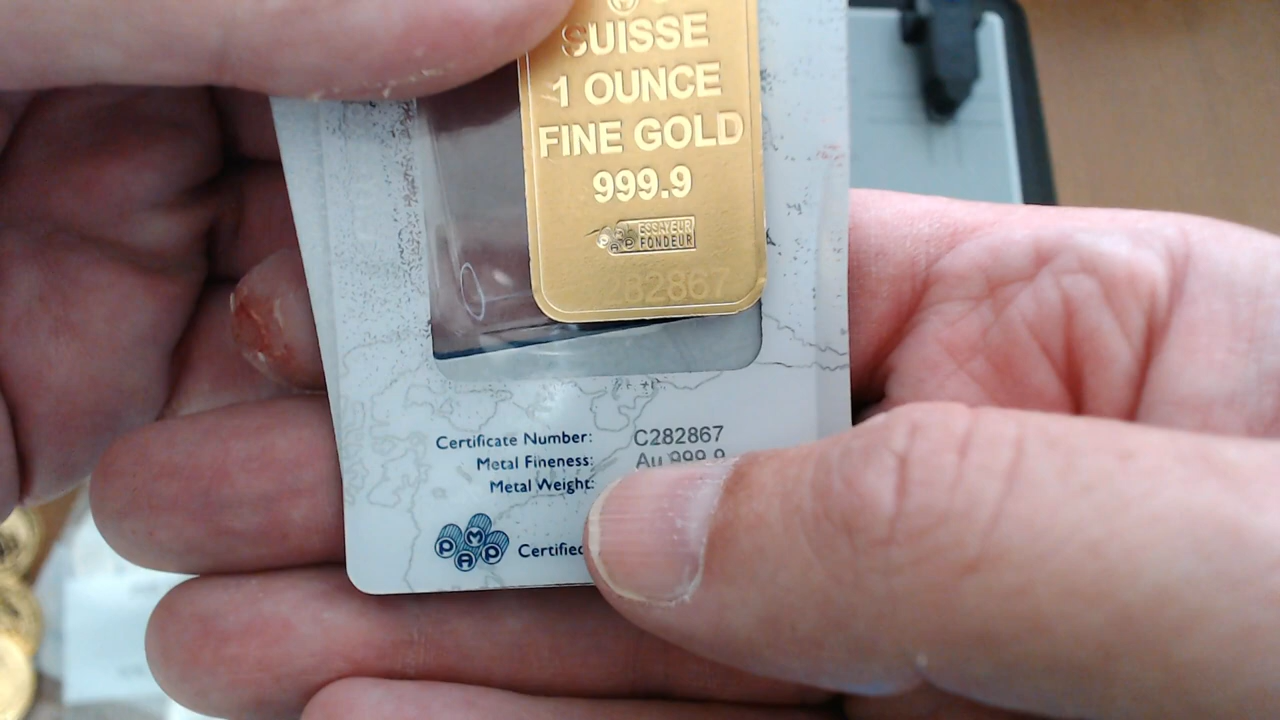 SUISSE
1 OUNCE
FINE GOLD
999.9
ESSAYEUR
FONDEUR
282867
Certificate Number: C282867
Metal Fineness: Au 999.9
Metal Weight:
PAMP
Certified